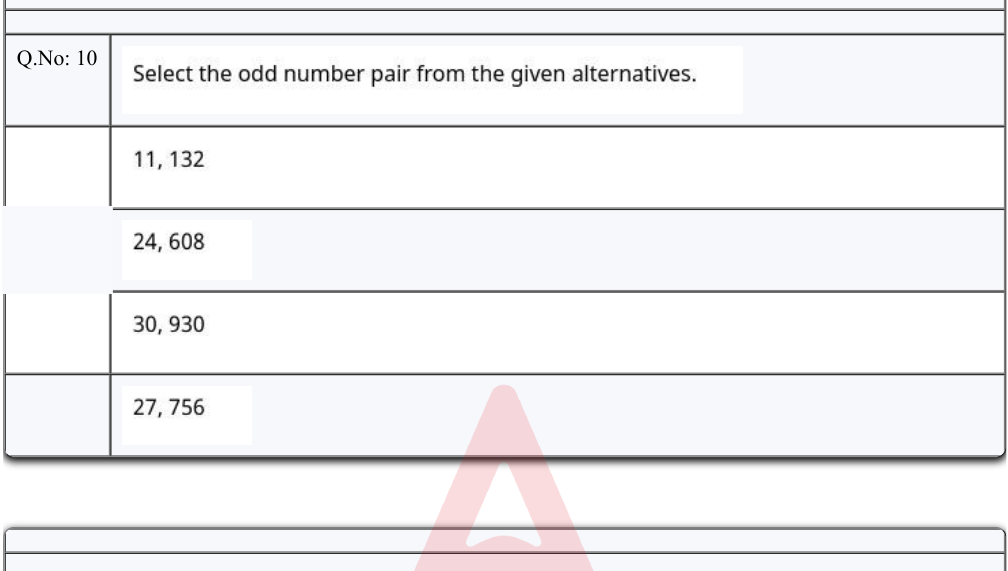 Q.No: 10
Select the odd number pair from the given alternatives.
11, 132
24, 608
30, 930
27, 756